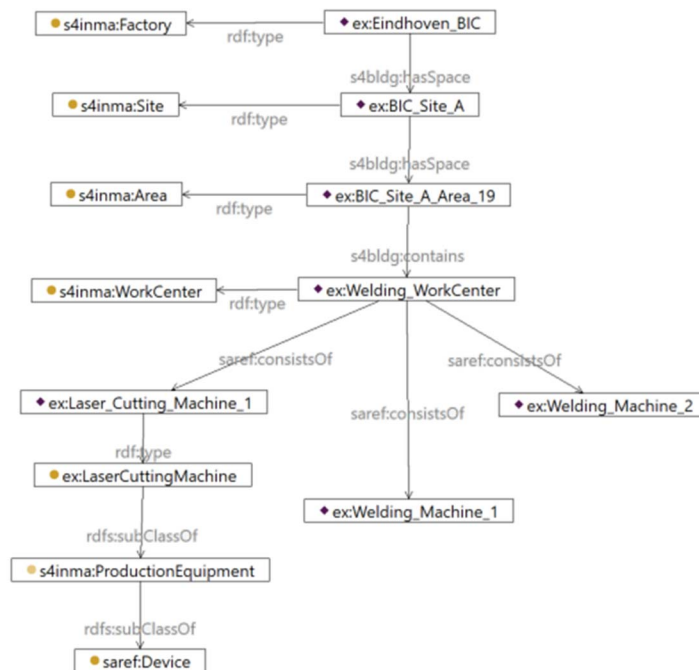 s4inma:Factory
ex:Eindhoven_BIC
rdf:type
s4bldg:hasSpace
s4inma:Site
ex:BIC_Site_A
rdf:type
s4bldg:hasSpace
s4inma:Area
ex:BIC_Site_A_Area_19
rdf:type
s4bldg:contains
s4inma:WorkCenter
ex:Welding_WorkCenter
rdf:type
saref:consistsOf
saref:consistsOf
ex:Laser_Cutting_Machine_1
saref:consistsOf
ex:Welding_Machine_2
rdf:type
ex:LaserCuttingMachine
ex:Welding_Machine_1
rdfs:subClassOf
s4inma:ProductionEquipment
rdfs:subClassOf
saref:Device